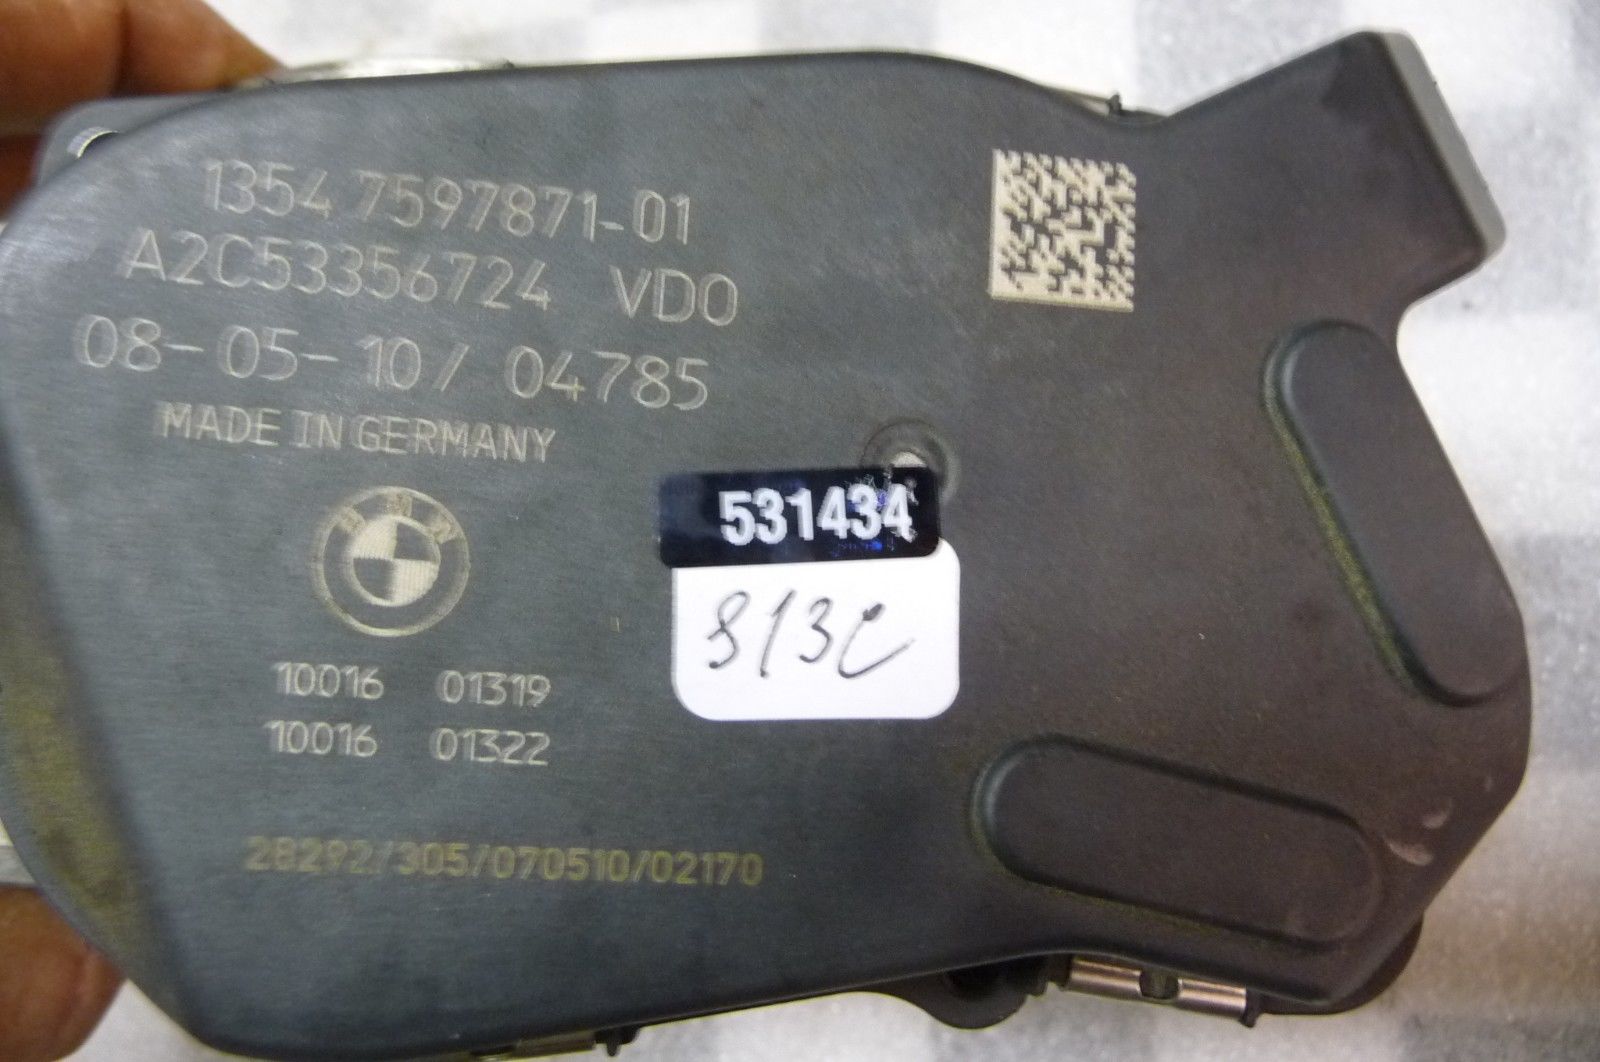 1354 7597871-01
A2C53356724 VDO
08-05-10/ 04785
MADE IN GERMANY
531434
BMW
813C
10016 01319
10016 01322
28292/305/070510/02170